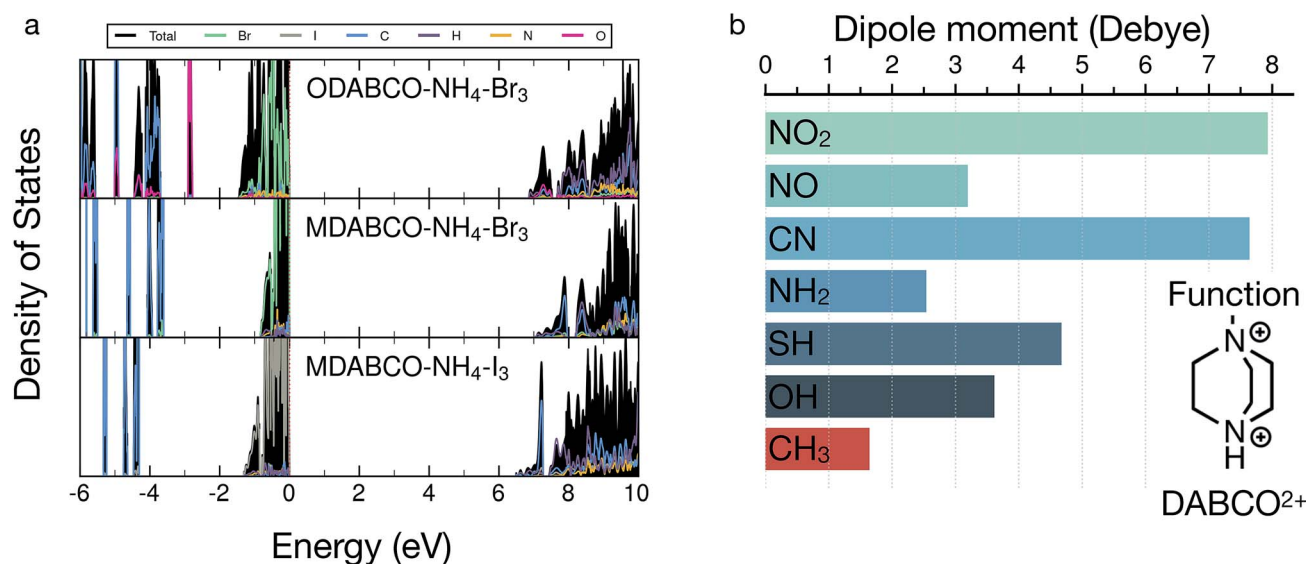 a
Total Br I C H N O
ODABCO-NH₄-Br₃
MDABCO-NH₄-Br₃
MDABCO-NH₄-I₃
Density of States
-6 -4 -2 0 2 4 6 8 10
Energy (eV)
b
Dipole moment (Debye)
0 1 2 3 4 5 6 7 8
NO₂
NO
CN
NH₂
SH
OH
CH₃
Function
N⊕
N⊕
H
DABCO²⁺